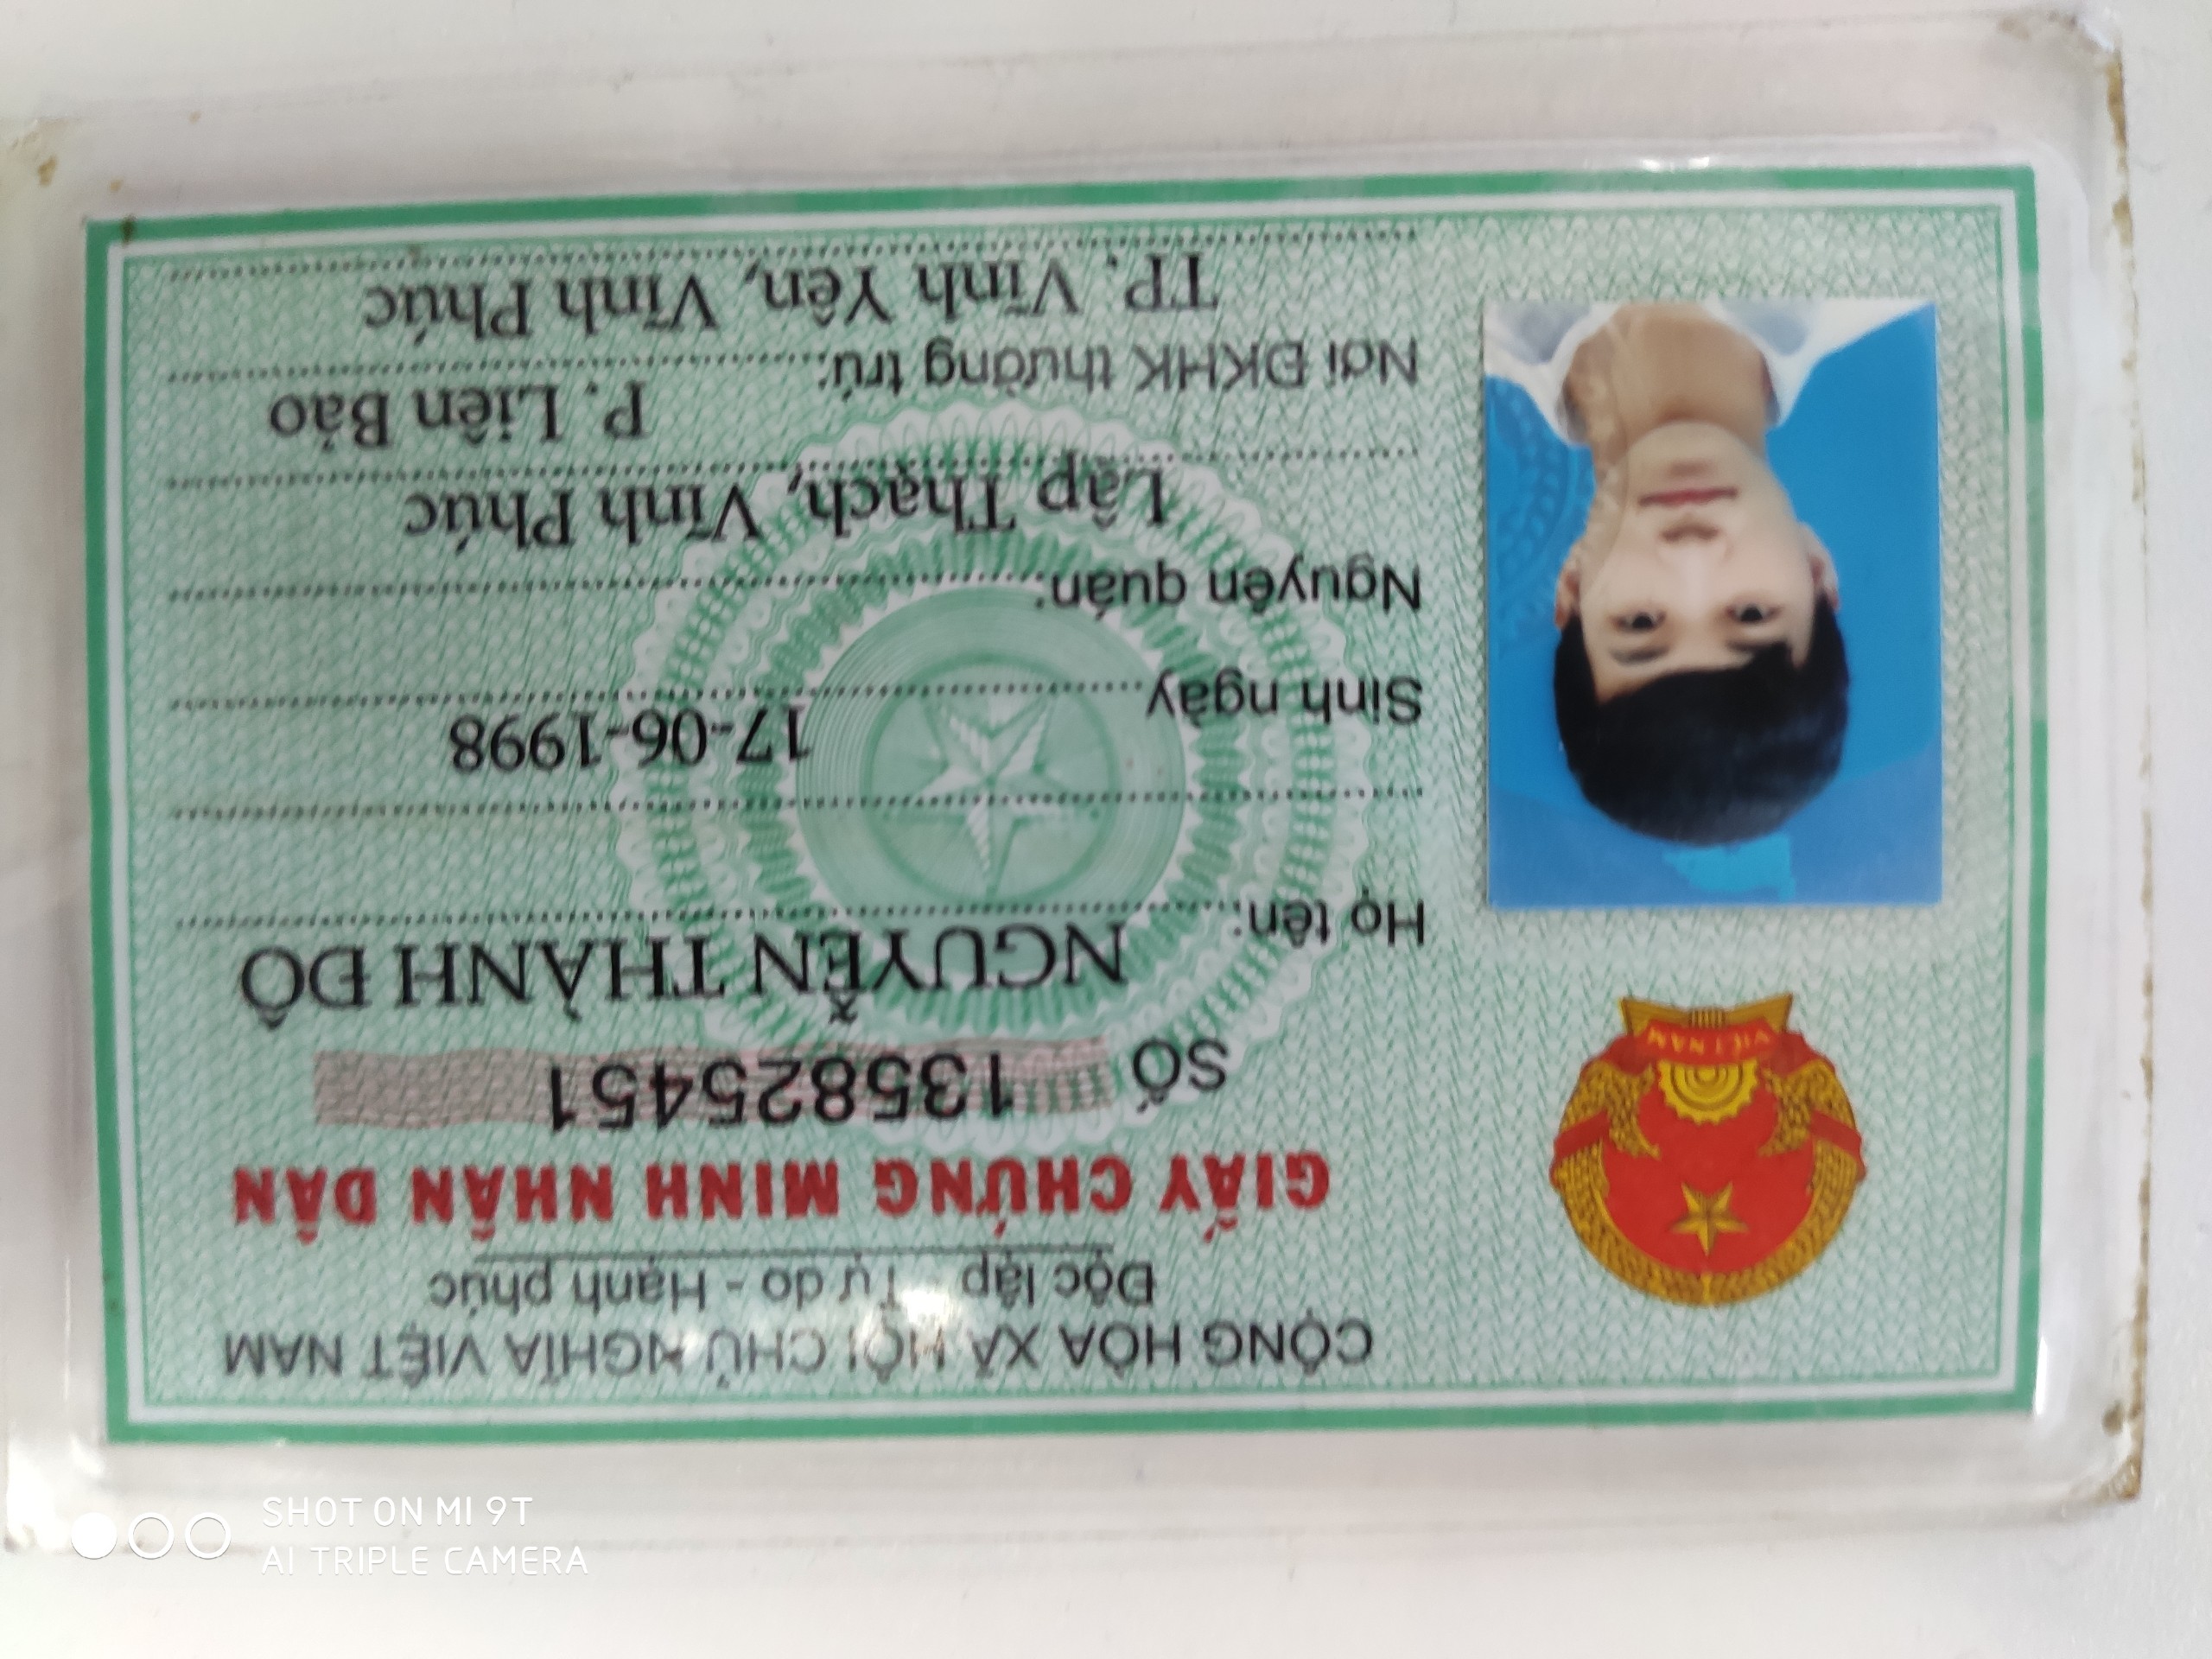 CỘNG HÒA XÃ HỘI CHỦ NGHĨA VIỆT NAM
Độc lập - Tự do - Hạnh phúc
GIẤY CHỨNG MINH NHÂN DÂN
SỐ 135825451
Họ tên: NGUYỄN THÀNH ĐÔ
Sinh ngày 17-06-1998
Nguyên quán:
Lập Thạch, Vĩnh Phúc
Nơi ĐKHK thường trú: P. Liên Bảo
TP. Vĩnh Yên, Vĩnh Phúc
VIỆT NAM
SHOT ON MI 9T
AI TRIPLE CAMERA